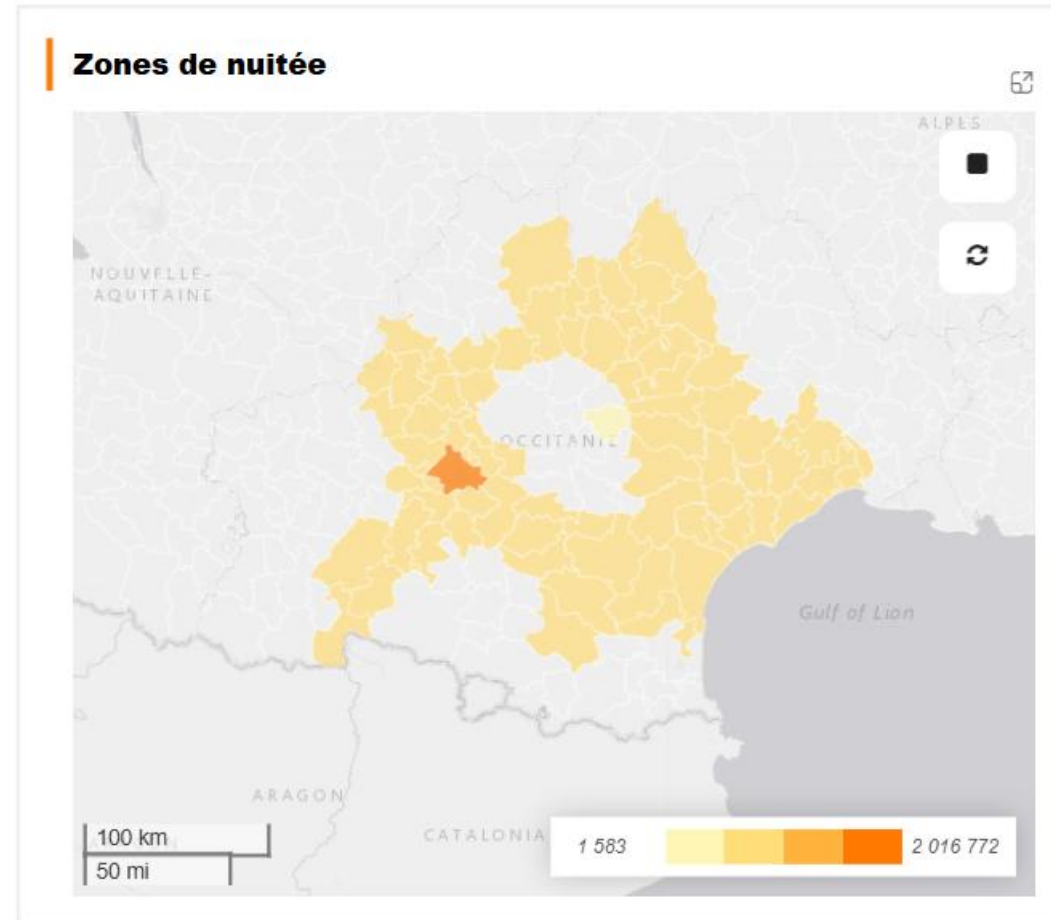 Zones de nuitée
ALPES
NOUVELLE-
AQUITAINE
OCCITANIE
Gulf of Lion
ARAGON
CATALONIA
100 km
50 mi
1 583
2 016 772